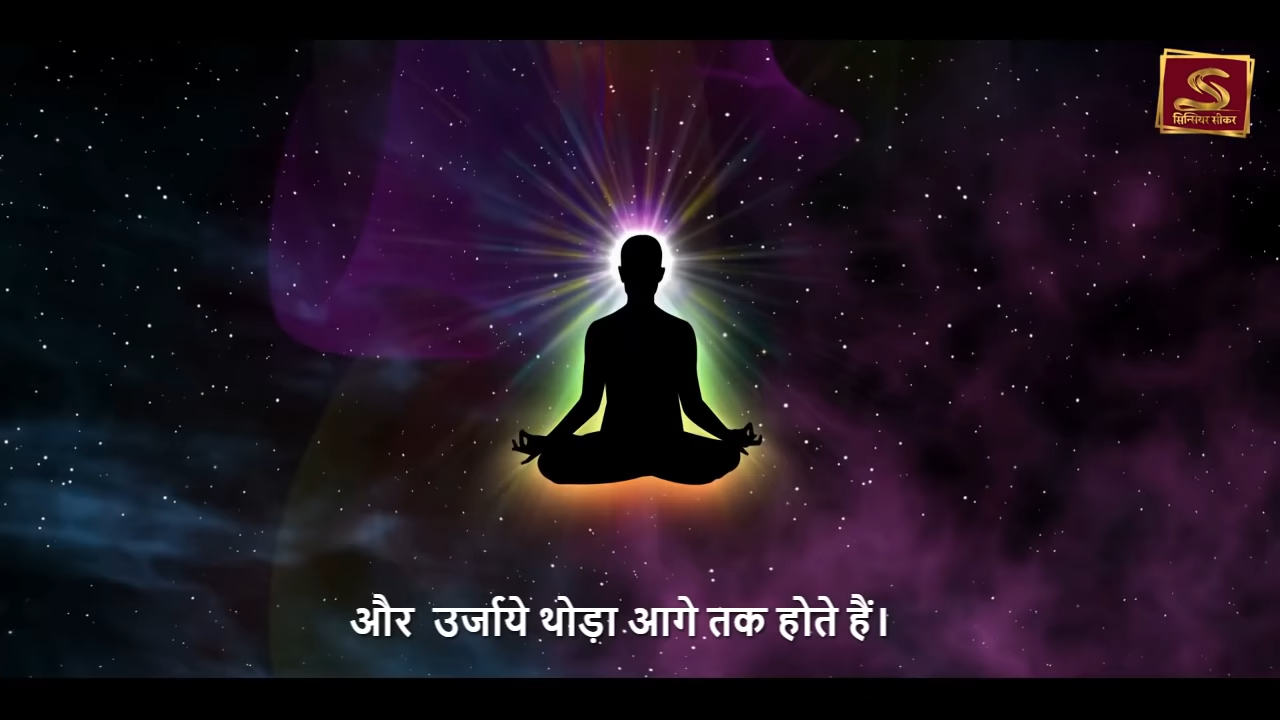 सिन्सियर सीकर
और उर्जाये थोड़ा आगे तक होते हैं।